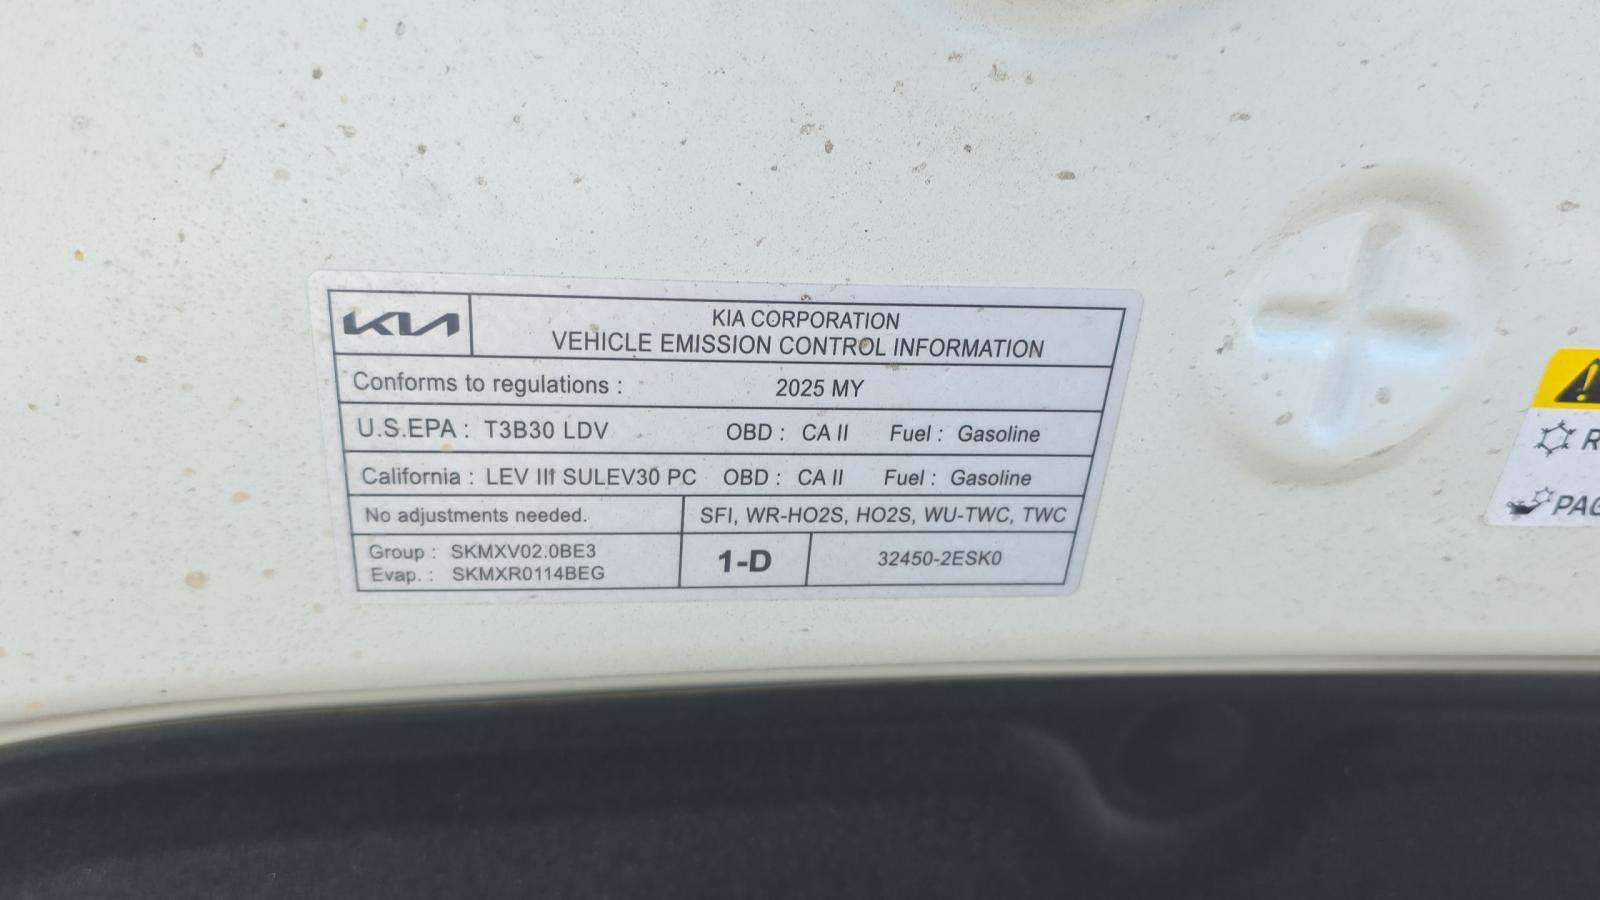 KIA
KIA CORPORATION
VEHICLE EMISSION CONTROL INFORMATION
Conforms to regulations : 2025 MY
U.S.EPA : T3B30 LDV OBD : CA II Fuel : Gasoline
California : LEV III SULEV30 PC OBD : CA II Fuel : Gasoline
No adjustments needed. SFI, WR-HO2S, HO2S, WU-TWC, TWC
Group : SKMXV02.0BE3
Evap. : SKMXR0114BEG
1-D
32450-2ESK0
R
PAG